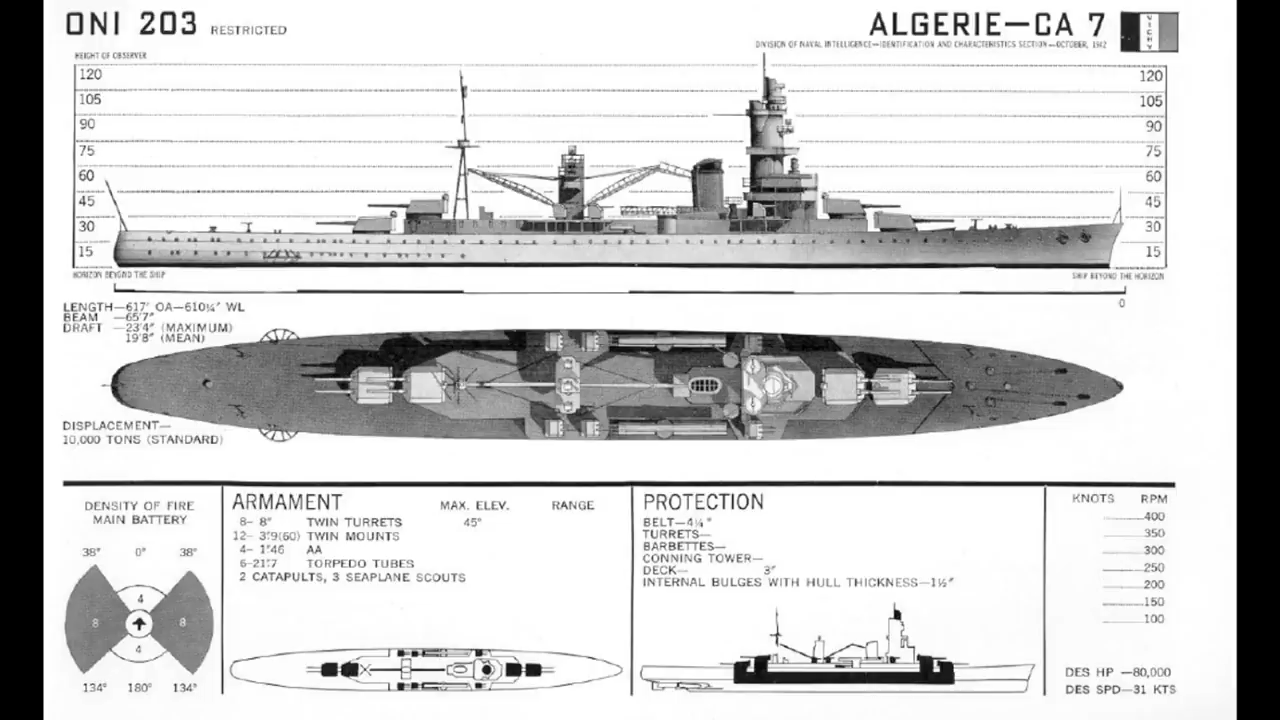 ONI 203 RESTRICTED
ALGERIE—CA 7
VICHY
DIVISION OF NAVAL INTELLIGENCE—IDENTIFICATION AND CHARACTERISTICS SECTION—OCTOBER, 1942
HEIGHT OF OBSERVER
120 120
105 105
90 90
75 75
60 60
45 45
30 30
15 15
HORIZON BEYOND THE SHIP
SHIP BEYOND THE HORIZON
0
LENGTH—617' OA—610¼' WL
BEAM —65'7"
DRAFT —23'4" (MAXIMUM)
19'8" (MEAN)
DISPLACEMENT—
10,000 TONS (STANDARD)
DENSITY OF FIRE
MAIN BATTERY
38° 0° 38°
4
8 8
4
134° 180° 134°
ARMAMENT MAX. ELEV. RANGE
8- 8" TWIN TURRETS 45°
12- 3"9(60) TWIN MOUNTS
4- 1"46 AA
6-21"7 TORPEDO TUBES
2 CATAPULTS, 3 SEAPLANE SCOUTS
PROTECTION
BELT—4¼"
TURRETS—
BARBETTES—
CONNING TOWER—
DECK— 3"
INTERNAL BULGES WITH HULL THICKNESS—1½"
KNOTS RPM
400
350
300
250
200
150
100
DES HP —80,000
DES SPD—31 KTS